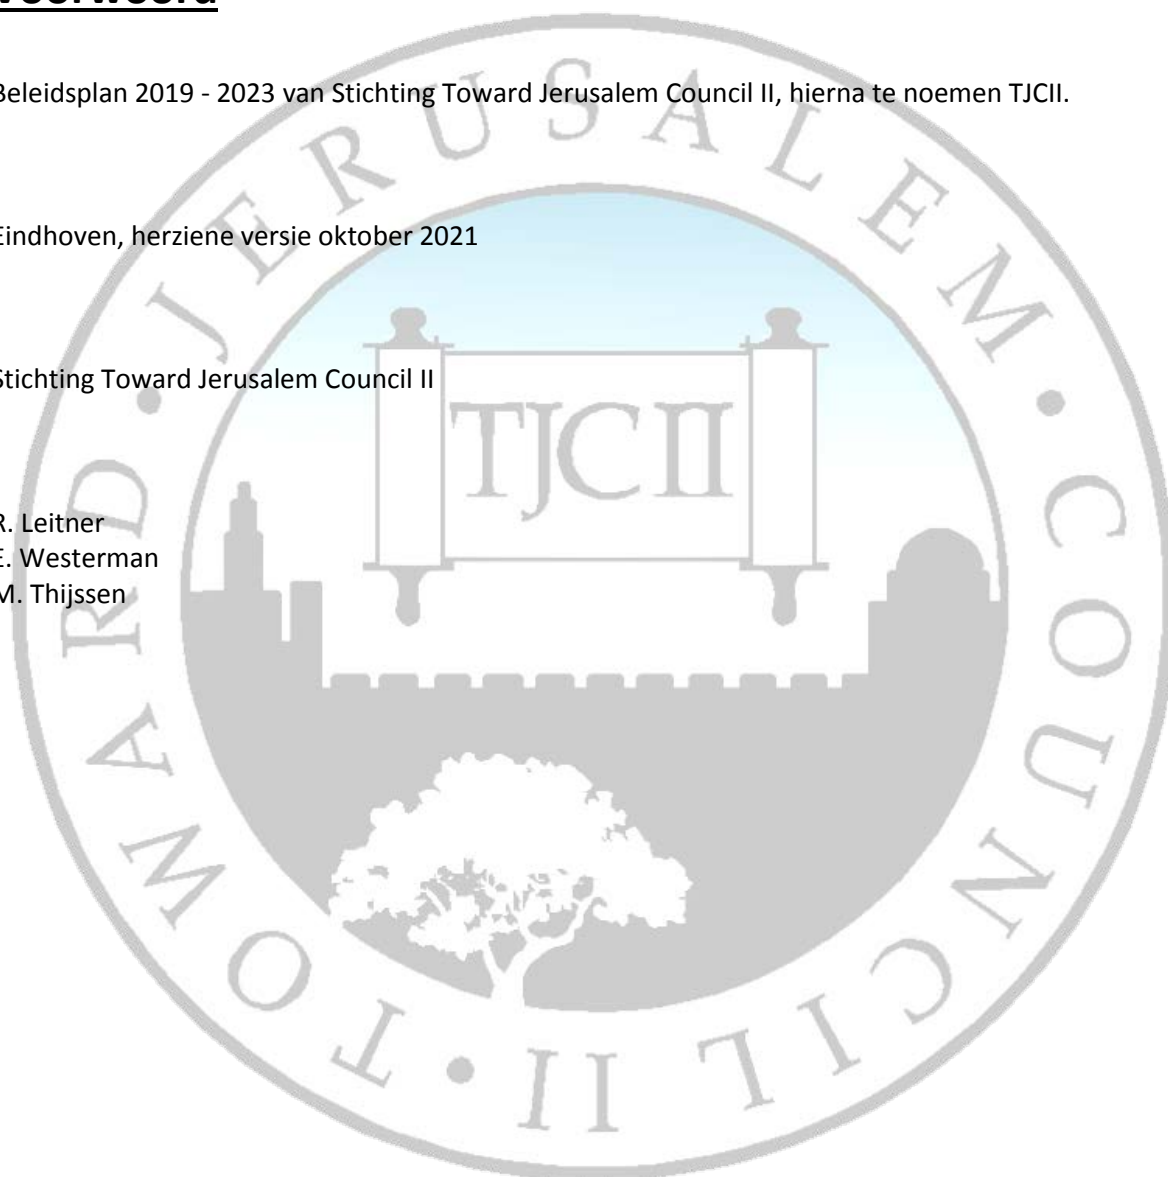 Voorwoord
Beleidsplan 2019 - 2023 van Stichting Toward Jerusalem Council II, hierna te noemen TJCII.
Eindhoven, herziene versie oktober 2021
Stichting Toward Jerusalem Council II
R. Leitner
E. Westerman
M. Thijssen
TOWARD • JERUSALEM • COUNCIL II •
TJCII